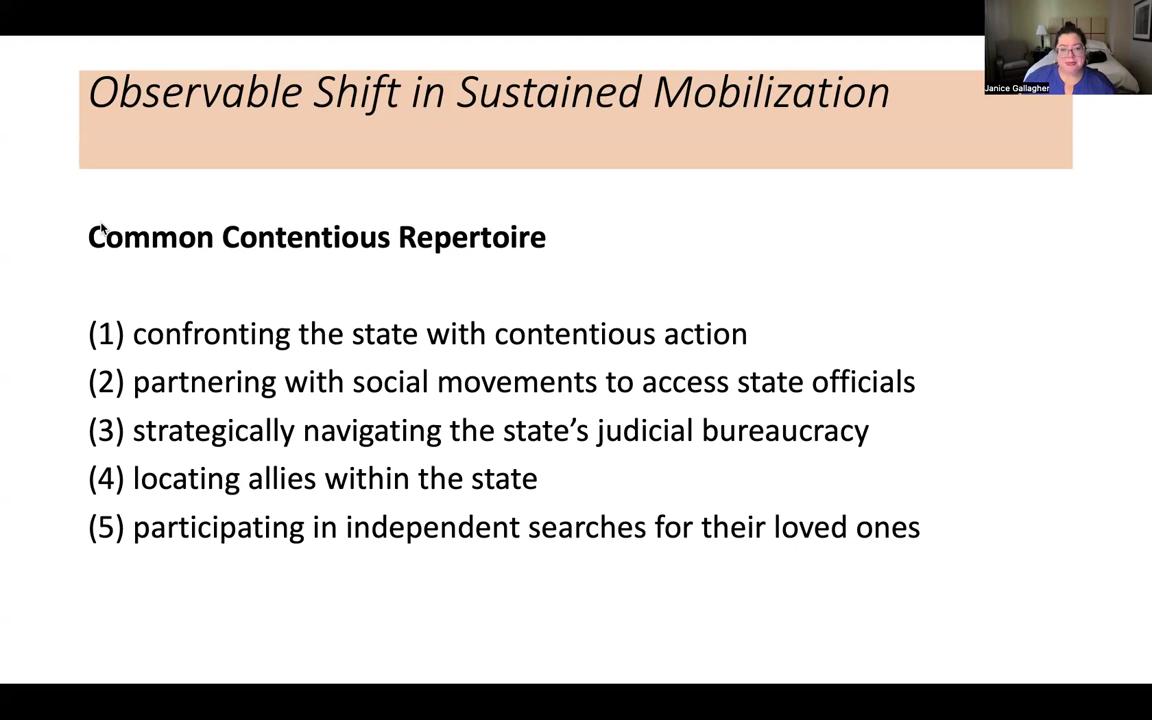 Observable Shift in Sustained Mobilization
Janice Gallagher
Common Contentious Repertoire
(1) confronting the state with contentious action
(2) partnering with social movements to access state officials
(3) strategically navigating the state’s judicial bureaucracy
(4) locating allies within the state
(5) participating in independent searches for their loved ones